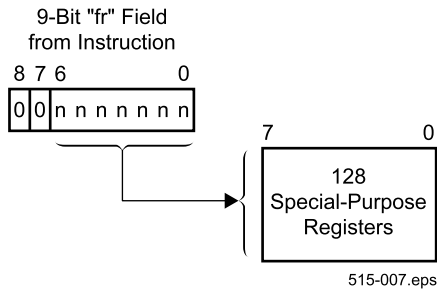 9-Bit "fr" Field
from Instruction
8 7 6 0
0 0 n n n n n n n
7 0
128
Special-Purpose
Registers
515-007.eps